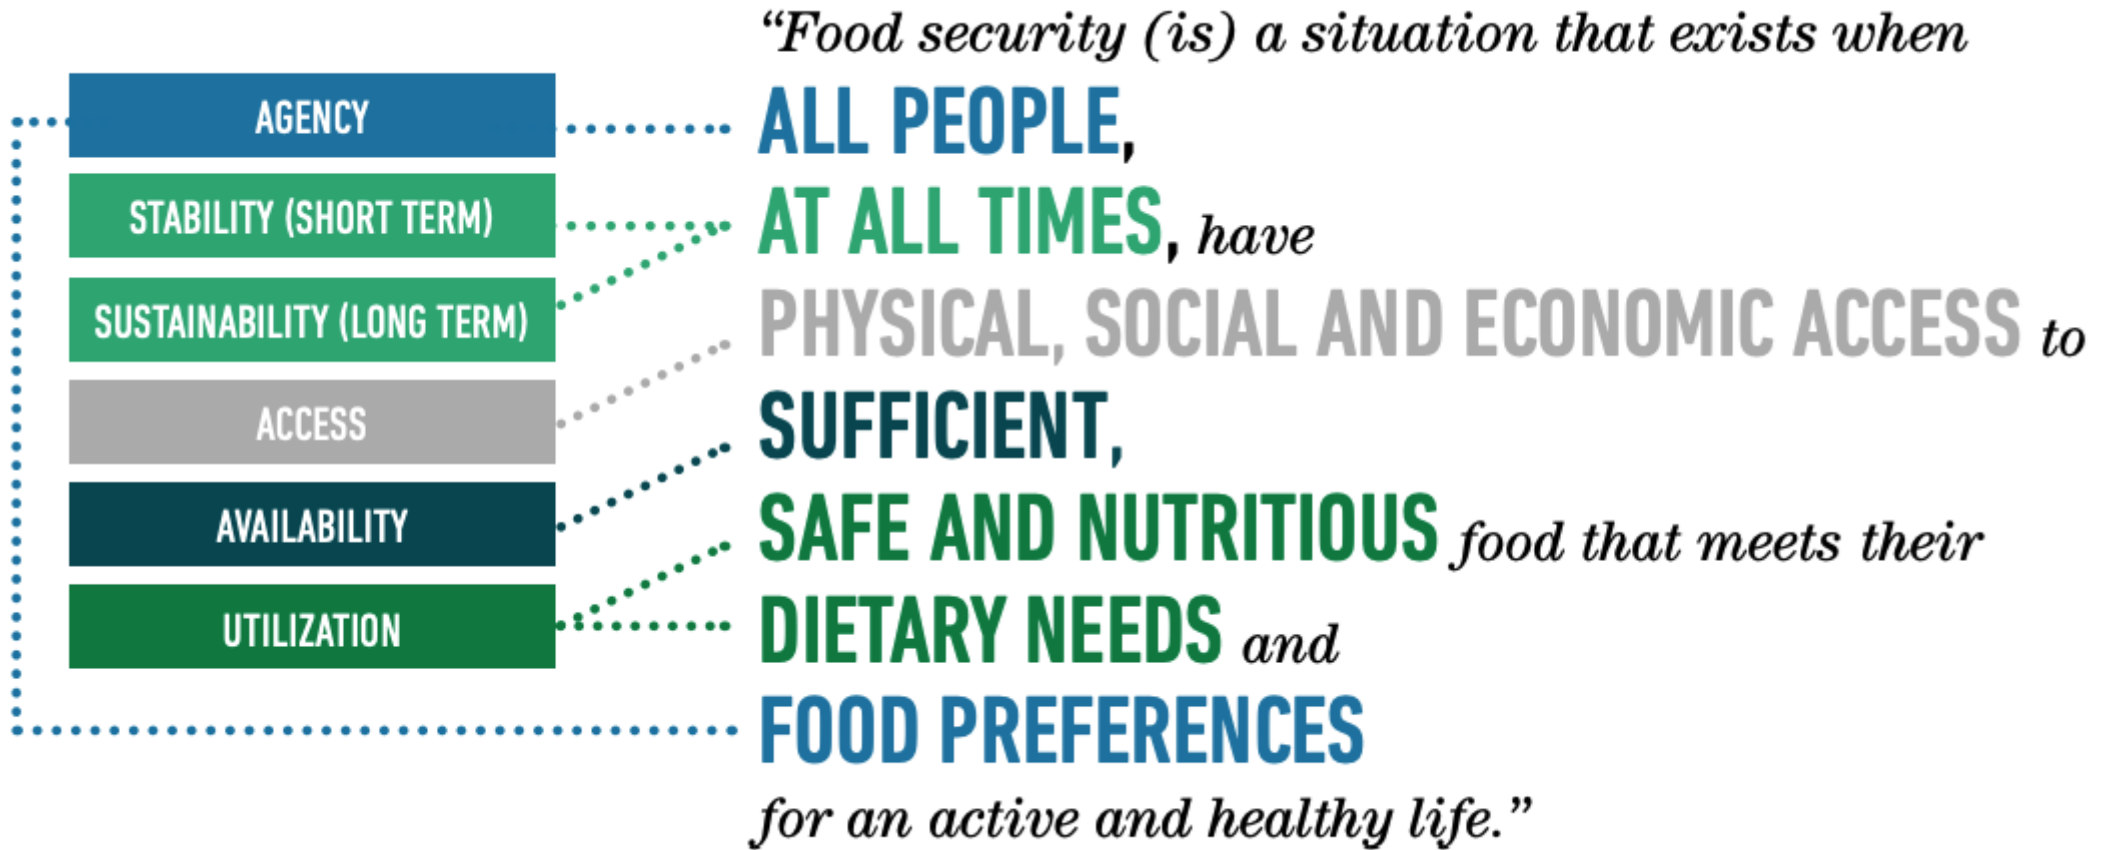 “Food security (is) a situation that exists when
AGENCY
ALL PEOPLE,
STABILITY (SHORT TERM)
AT ALL TIMES, have
SUSTAINABILITY (LONG TERM)
PHYSICAL, SOCIAL AND ECONOMIC ACCESS to
ACCESS
SUFFICIENT,
AVAILABILITY
SAFE AND NUTRITIOUS food that meets their
UTILIZATION
DIETARY NEEDS and
FOOD PREFERENCES
for an active and healthy life.”